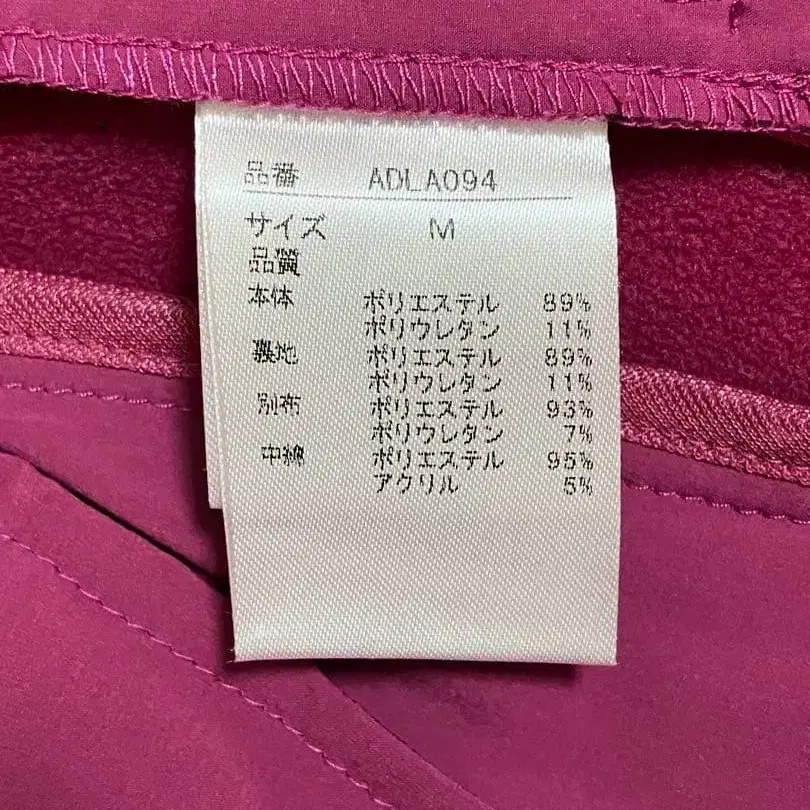 品番 ADLA094
サイズ M
品質
本体 ポリエステル 89%
ポリウレタン 11%
裏地 ポリエステル 89%
ポリウレタン 11%
別布 ポリエステル 93%
ポリウレタン 7%
中綿 ポリエステル 95%
アクリル 5%